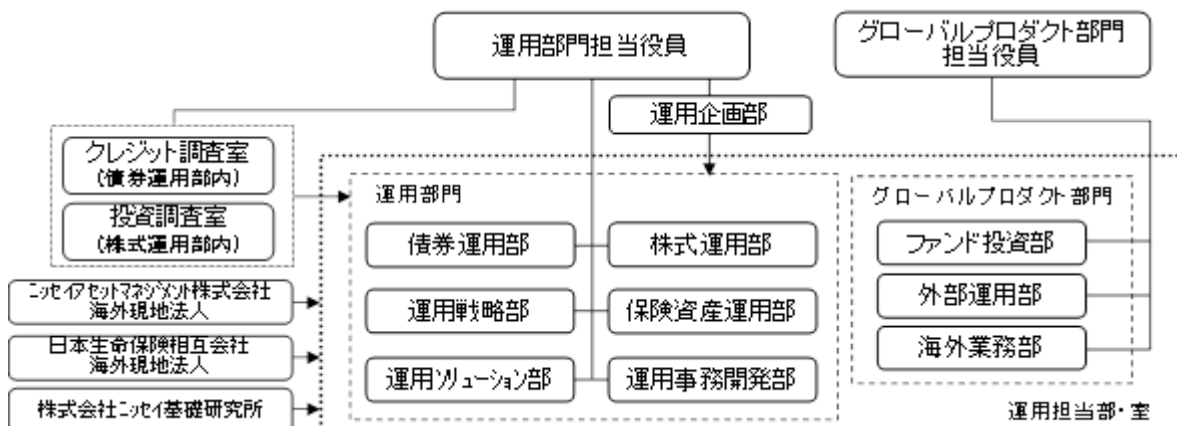 運用部門担当役員
グローバルプロダクト部門
担当役員
運用企画部
クレジット調査室
(債券運用部内)
投資調査室
(株式運用部内)
運用部門
グローバルプロダクト部門
債券運用部
株式運用部
ファンド投資部
ニッセイアセットマネジメント株式会社
海外現地法人
運用戦略部
保険資産運用部
外部運用部
日本生命保険相互会社
海外現地法人
海外業務部
運用ソリューション部
運用事務開発部
株式会社ニッセイ基礎研究所
運用担当部・室